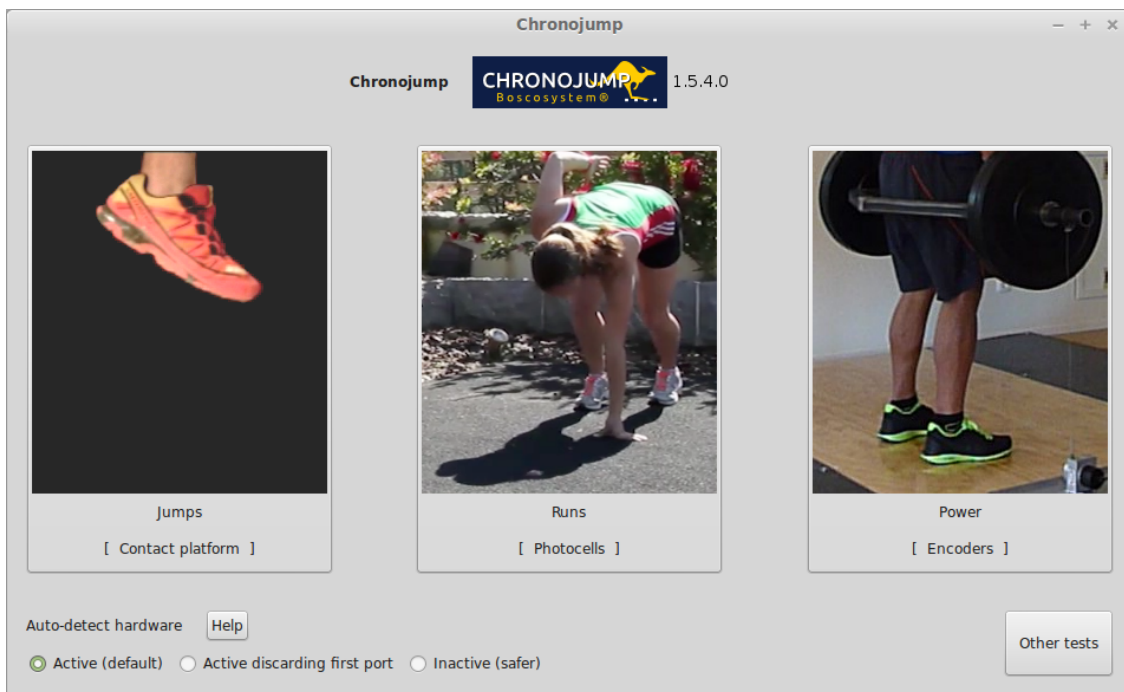 Chronojump
Chronojump CHRONOJUMP 1.5.4.0
Boscosystem®
Jumps
[ Contact platform ]
Runs
[ Photocells ]
Power
[ Encoders ]
Auto-detect hardware Help
Active (default) Active discarding first port Inactive (safer)
Other tests